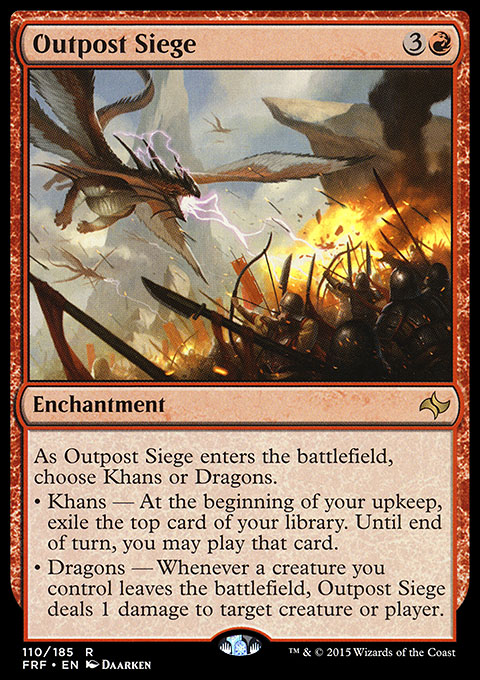 Outpost Siege 3
Enchantment
As Outpost Siege enters the battlefield,
choose Khans or Dragons.
• Khans — At the beginning of your upkeep,
exile the top card of your library. Until end
of turn, you may play that card.
• Dragons — Whenever a creature you
control leaves the battlefield, Outpost Siege
deals 1 damage to target creature or player.
110/185 R
FRF • EN Daarken
™ & © 2015 Wizards of the Coast